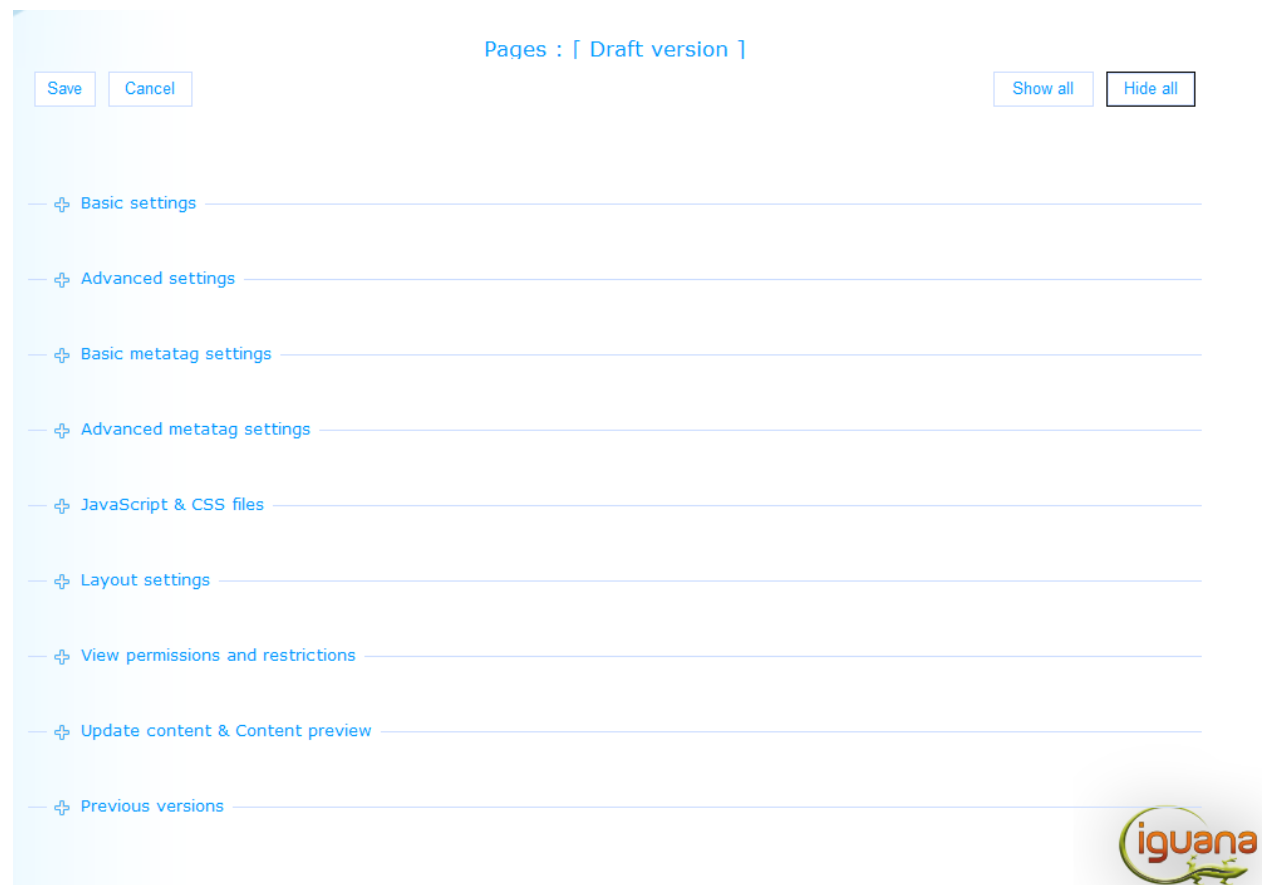 Pages : [ Draft version ]
Save Cancel Show all Hide all
Basic settings
Advanced settings
Basic metatag settings
Advanced metatag settings
JavaScript & CSS files
Layout settings
View permissions and restrictions
Update content & Content preview
Previous versions
iguana